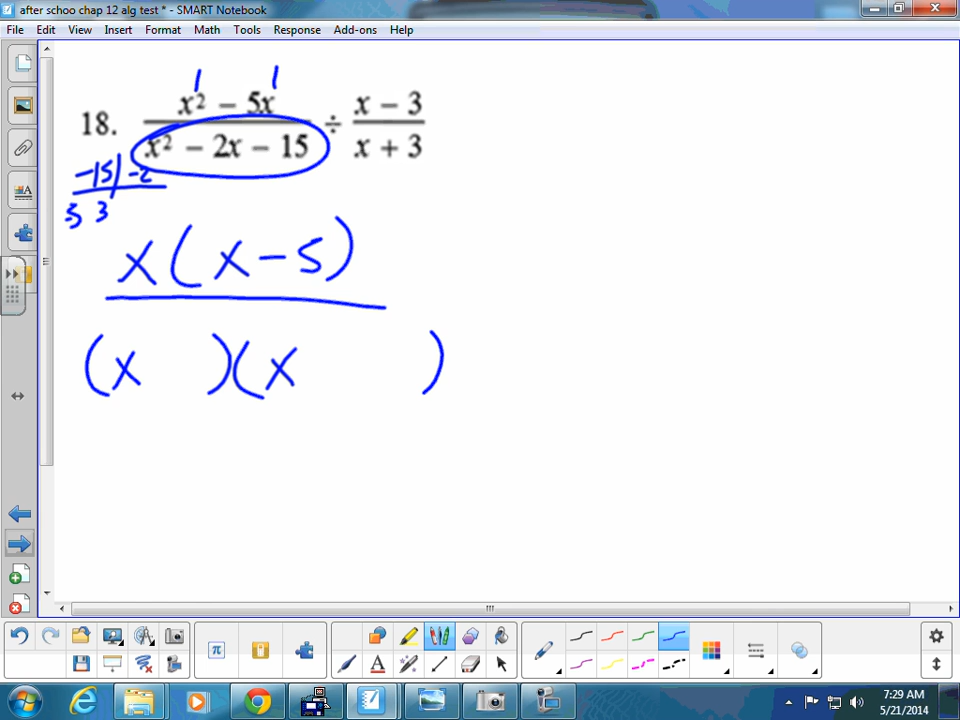 after schoo chap 12 alg test * - SMART Notebook
File Edit View Insert Format Math Tools Response Add-ons Help
1 1
x² − 5x x − 3
18. ÷
x² − 2x − 15 x + 3
-15 -2
5 3
x(x-5)
(x )(x )
A
π
A
7:29 AM
5/21/2014